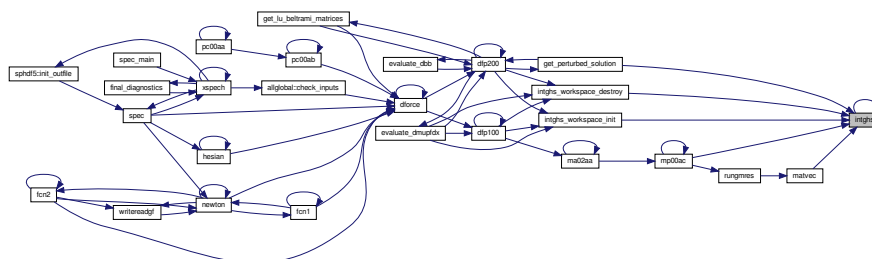 get_lu_beltrami_matrices
pc00aa
pc00ab
spec_main
evaluate_dbb
dfp200
get_perturbed_solution
sphdf5::init_outfile
final_diagnostics
xspech
allglobal::check_inputs
intghs_workspace_destroy
dforce
spec
intghs_workspace_init
intghs
evaluate_dmupfdx
dfp100
hesian
ma02aa
mp00ac
rungmres
matvec
fcn2
newton
writereadgf
fcn1